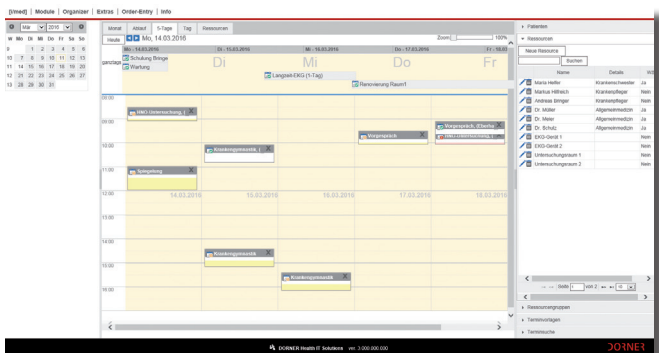 [i/med] | Module | Organizer | Extras | Order-Entry | Info
Mär 2016
W Mo Di Mi Do Fr Sa So
9 1 2 3 4 5 6
10 7 8 9 10 11 12 13
11 14 15 16 17 18 19 20
12 21 22 23 24 25 26 27
13 28 29 30 31
Monat Ablauf 5-Tage Tag Ressourcen
Heute Mo, 14.03.2016 Zoom: 100%
Mo - 14.03.2016 Di - 15.03.2016 Mi - 16.03.2016 Do - 17.03.2016 Fr - 18.03
ganztags Schulung Bringe Di Mi Do Fr
Wartung
Langzeit-EKG (1-Tag)
Renovierung Raum1
08:00
HNO-Untersuchung, ( X
09:00
Vorgespräch, (Eberha X
Vorgespräch X
10:00
Krankengymnastik, ( X
11:00
Spiegelung X
12:00 14.03.2016 15.03.2016 16.03.2016 17.03.2016 18.03.2016
13:00
14:00
Krankengymnastik X
15:00
Krankengymnastik X
16:00
Patienten
Ressourcen
Neue Resource
Suchen
Name Details
Maria Helfer Krankenschwester Ja
Markus Hilfreich Krankenpfleger Nein
Andreas Bringer Krankenpfleger Nein
Dr. Müller Allgemeinmedizin Ja
Dr. Meier Allgemeinmedizin Ja
Dr. Schulz Allgemeinmedizin Ja
EKG-Gerät 1 Nein
EKG-Gerät 2 Nein
Untersuchungsraum 1 Nein
Untersuchungsraum 2 Nein
Seite 1 von 2
Ressourcengruppen
Terminvorlagen
Terminsuche
DORNER Health IT Solutions ver. 3.000.000.000
DORNER